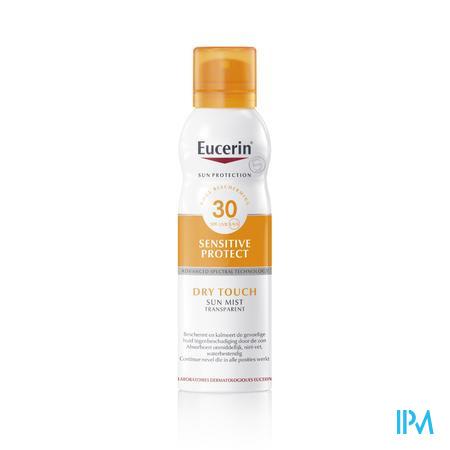 Eucerin
SUN PROTECTION
HOGE BESCHERMING
30
SENSITIVE
PROTECT
ADVANCED SPECTRAL TECHNOLOGY
DRY TOUCH
SUN MIST
TRANSPARENT
Beschermt en kalmeert de gevoelige
huid tegen beschadiging door de zon
Absorbeert onmiddellijk, niet-vet,
waterbestendig
Continue nevel die in alle posities werkt
LABORATOIRES DERMATOLOGIQUES EUCERIN
IPM